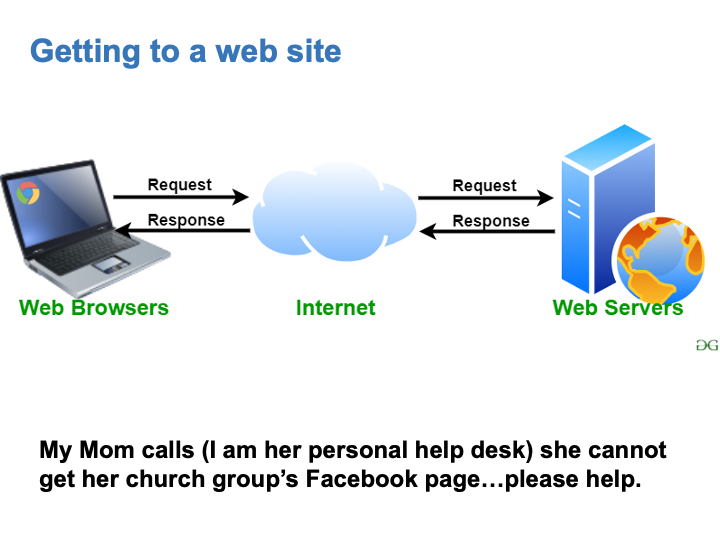 Getting to a web site
Request
Request
Response
Response
Web Browsers
Internet
Web Servers
GG
My Mom calls (I am her personal help desk) she cannot
get her church group’s Facebook page…please help.